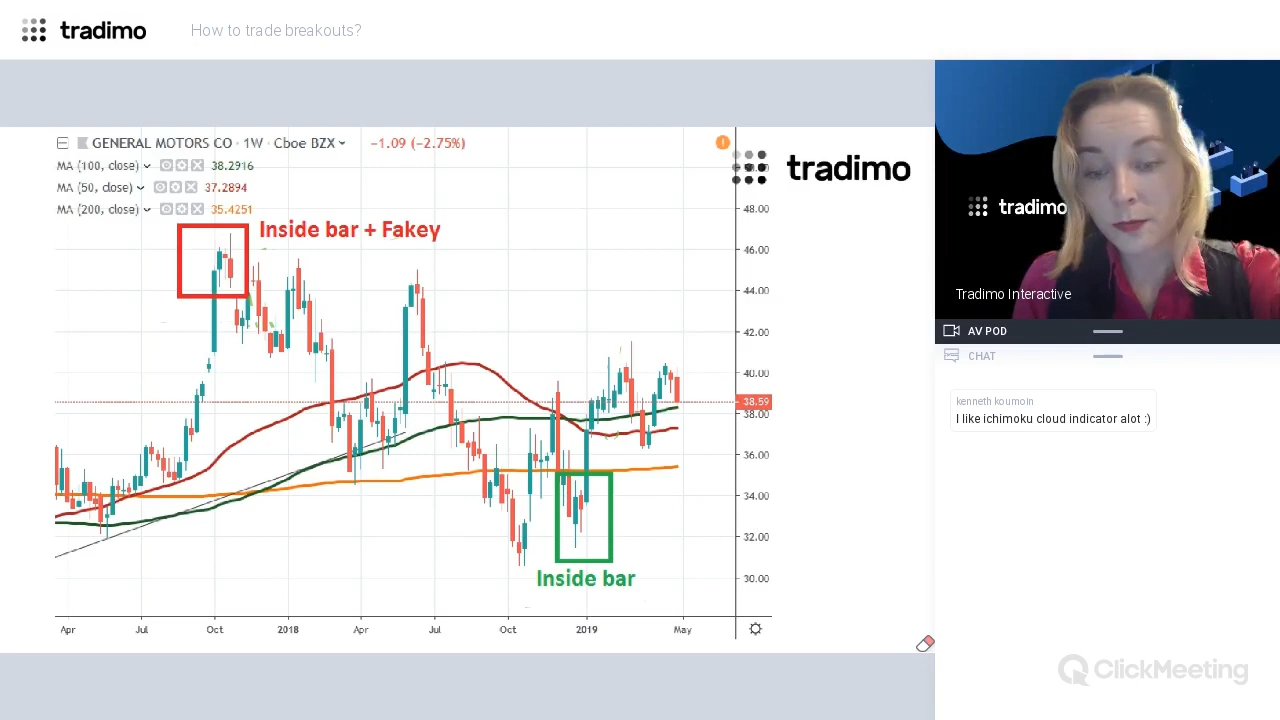 tradimo
How to trade breakouts?
GENERAL MOTORS CO · 1W · Cboe BZX
−1.09 (−2.75%)
MA (100, close)
38.2916
MA (50, close)
37.2894
MA (200, close)
35.4251
tradimo
Inside bar + Fakey
Inside bar
48.00
46.00
44.00
42.00
40.00
38.59
38.00
36.00
34.00
32.00
30.00
Apr
Jul
Oct
2018
Apr
Jul
Oct
2019
May
tradimo
Tradimo Interactive
AV POD
CHAT
kenneth koumoin
I like ichimoku cloud indicator alot :)
ClickMeeting